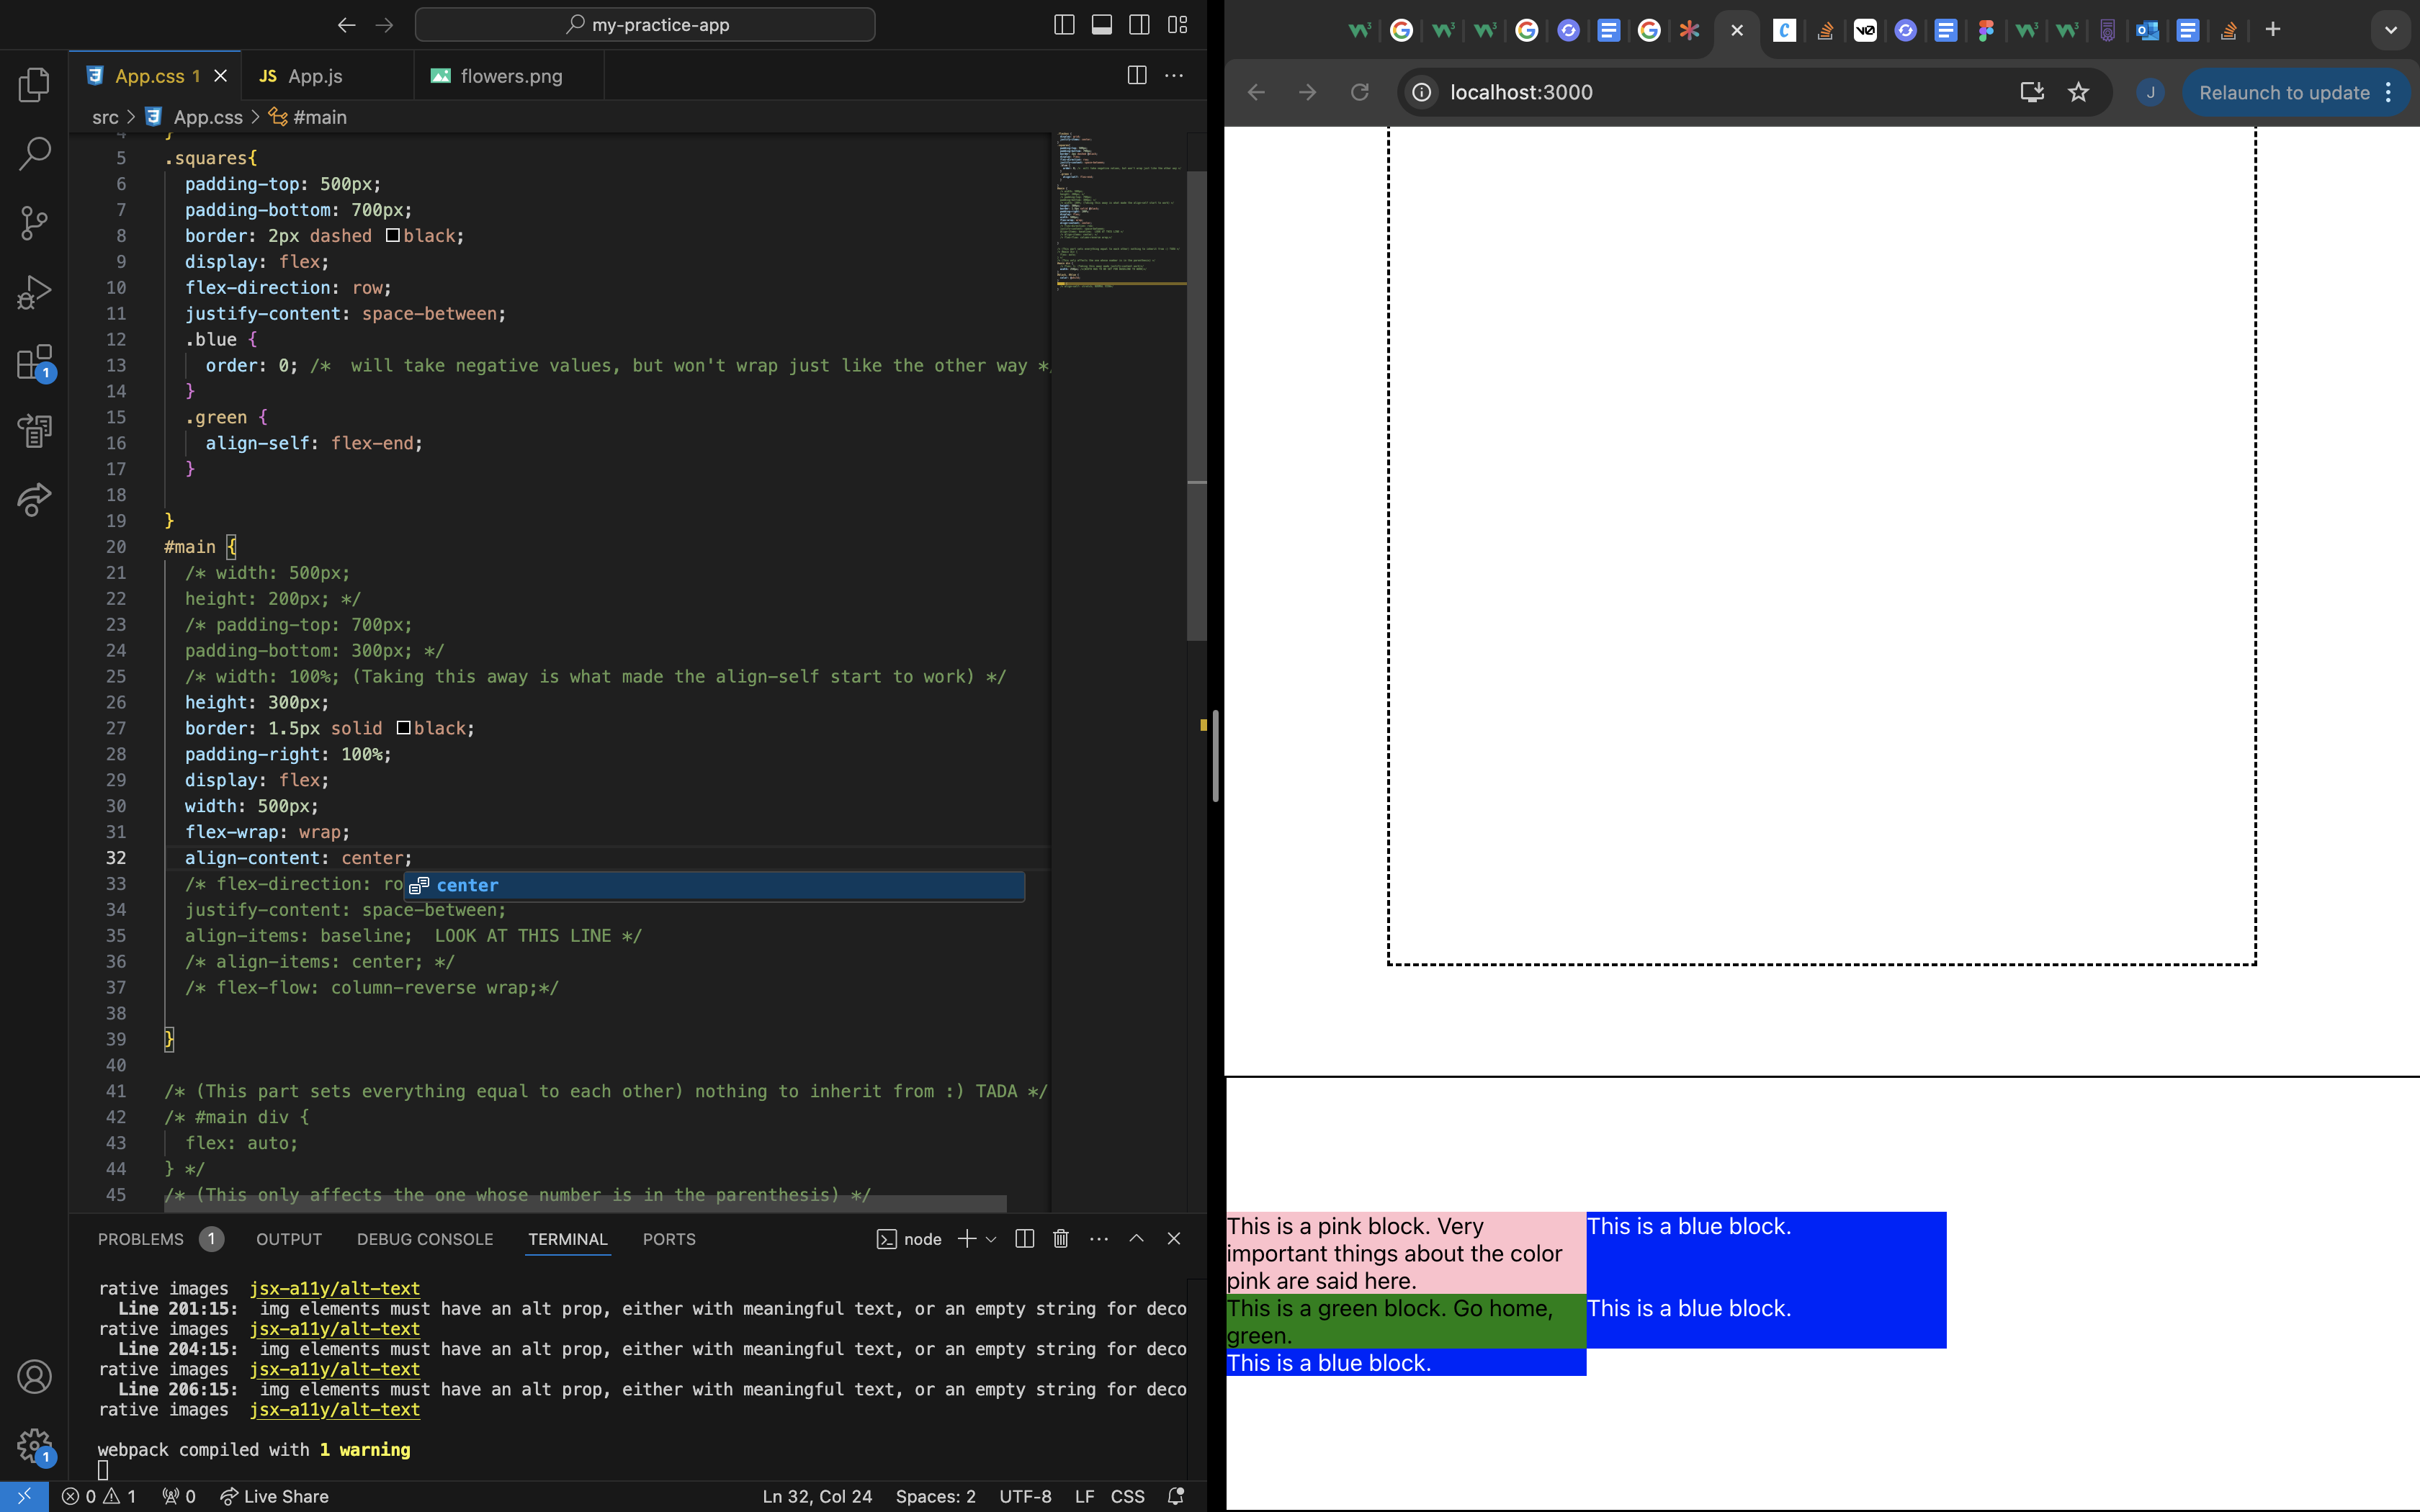 my-practice-app
App.css 1
JS App.js
flowers.png
src > App.css > #main
4 }
5 .squares{
6 padding-top: 500px;
7 padding-bottom: 700px;
8 border: 2px dashed black;
9 display: flex;
10 flex-direction: row;
11 justify-content: space-between;
12 .blue {
13 order: 0; /*  will take negative values, but won't wrap just like the other way *
14 }
15 .green {
16 align-self: flex-end;
17 }
18
19 }
20 #main {
21 /* width: 500px;
22 height: 200px; */
23 /* padding-top: 700px;
24 padding-bottom: 300px; */
25 /* width: 100%; (Taking this away is what made the align-self start to work) */
26 height: 300px;
27 border: 1.5px solid black;
28 padding-right: 100%;
29 display: flex;
30 width: 500px;
31 flex-wrap: wrap;
32 align-content: center;
33 /* flex-direction: ro
center
34 justify-content: space-between;
35 align-items: baseline;  LOOK AT THIS LINE */
36 /* align-items: center; */
37 /* flex-flow: column-reverse wrap;*/
38
39 }
40
41 /* (This part sets everything equal to each other) nothing to inherit from :) TADA */
42 /* #main div {
43 flex: auto;
44 } */
45 /* (This only affects the one whose number is in the parenthesis) */
PROBLEMS 1 OUTPUT DEBUG CONSOLE TERMINAL PORTS
node
rative images  jsx-a11y/alt-text
Line 201:15:  img elements must have an alt prop, either with meaningful text, or an empty string for deco
rative images  jsx-a11y/alt-text
Line 204:15:  img elements must have an alt prop, either with meaningful text, or an empty string for deco
rative images  jsx-a11y/alt-text
Line 206:15:  img elements must have an alt prop, either with meaningful text, or an empty string for deco
rative images  jsx-a11y/alt-text
webpack compiled with 1 warning
0 1 0 Live Share
Ln 32, Col 24 Spaces: 2 UTF-8 LF CSS
1
1
localhost:3000
J
Relaunch to update
This is a pink block. Very
important things about the color
pink are said here.
This is a blue block.
This is a green block. Go home,
green.
This is a blue block.
This is a blue block.